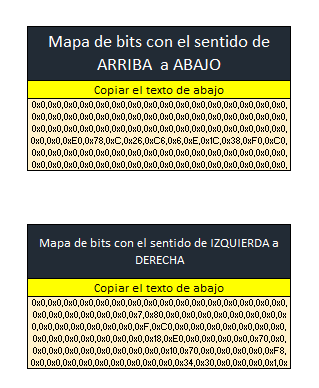 Mapa de bits con el sentido de
ARRIBA a ABAJO
Copiar el texto de abajo
0x0,0x0,0x0,0x0,0x0,0x0,0x0,0x0,0x0,0x0,0x0,0x0,0x0,0x0,0x0,0x0,
0x0,0x0,0x0,0x0,0x0,0x0,0x0,0x0,0x0,0x0,0x0,0x0,0x0,0x0,0x0,0x0,
0x0,0x0,0x0,0x0,0x0,0x0,0x0,0x0,0x0,0x0,0x0,0x0,0x0,0x0,0x0,0x0,
0x0,0x0,0xE0,0x78,0xC,0x26,0xC6,0x6,0xE,0x1C,0x38,0xF0,0xC0,
0x0,0x0,0x0,0x0,0x0,0x0,0x0,0x0,0x0,0x0,0x0,0x0,0x0,0x0,0x0,0x0,
0x0,0x0,0x0,0x0,0x0,0x0,0x0,0x0,0x0,0x0,0x0,0x0,0x0,0x0,0x0,0x0,
Mapa de bits con el sentido de IZQUIERDA a
DERECHA
Copiar el texto de abajo
0x0,0x0,0x0,0x0,0x0,0x0,0x0,0x0,0x0,0x0,0x0,0x0,0x0,0x0,0x0,0x0,
0x0,0x0,0x0,0x0,0x0,0x0,0x7,0x80,0x0,0x0,0x0,0x0,0x0,0x0,0x0,0x
0,0x0,0x0,0x0,0x0,0x0,0x0,0xF,0xC0,0x0,0x0,0x0,0x0,0x0,0x0,0x0,
0x0,0x0,0x0,0x0,0x0,0x0,0x0,0x18,0xE0,0x0,0x0,0x0,0x0,0x70,0x0,
0x0,0x0,0x0,0x0,0x0,0x0,0x0,0x0,0x10,0x70,0x0,0x0,0x0,0x0,0xF8,
0x0,0x0,0x0,0x0,0x0,0x0,0x0,0x0,0x0,0x34,0x30,0x0,0x0,0x0,0x1,0x